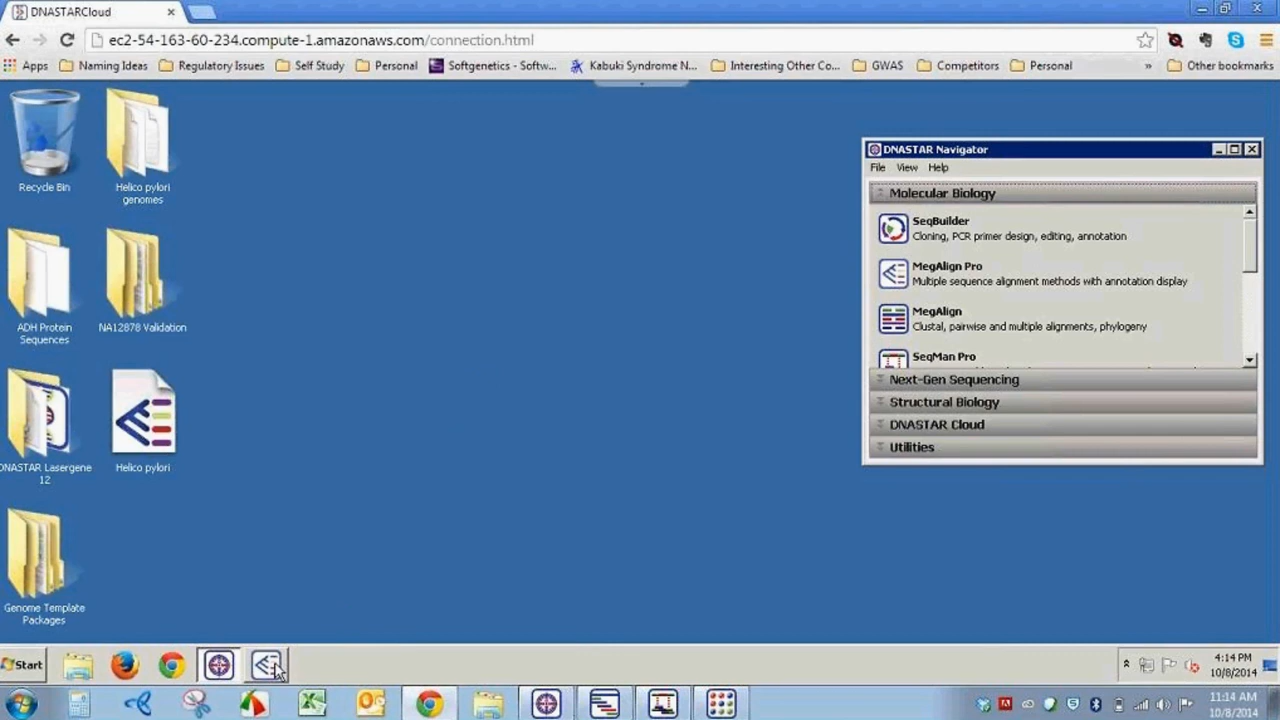 DNASTARCloud
ec2-54-163-60-234.compute-1.amazonaws.com/connection.html
Apps Naming Ideas Regulatory Issues Self Study Personal Softgenetics - Softw... Kabuki Syndrome N... Interesting Other Co... GWAS Competitors Personal » Other bookmarks
Recycle Bin
Helico pylori
genomes
ADH Protein
Sequences
NA12878 Validation
DNASTAR Lasergene
12
Helico pylori
Genome Template
Packages
DNASTAR Navigator
File View Help
Molecular Biology
SeqBuilder
Cloning, PCR primer design, editing, annotation
MegAlign Pro
Multiple sequence alignment methods with annotation display
MegAlign
Clustal, pairwise and multiple alignments, phylogeny
SeqMan Pro
Next-Gen Sequencing
Structural Biology
DNASTAR Cloud
Utilities
Start
4:14 PM
10/8/2014
11:14 AM
10/8/2014